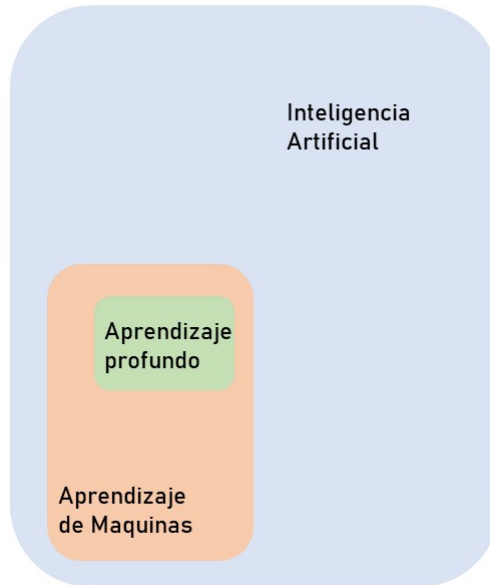 Inteligencia
Artificial
Aprendizaje
profundo
Aprendizaje
de Maquinas